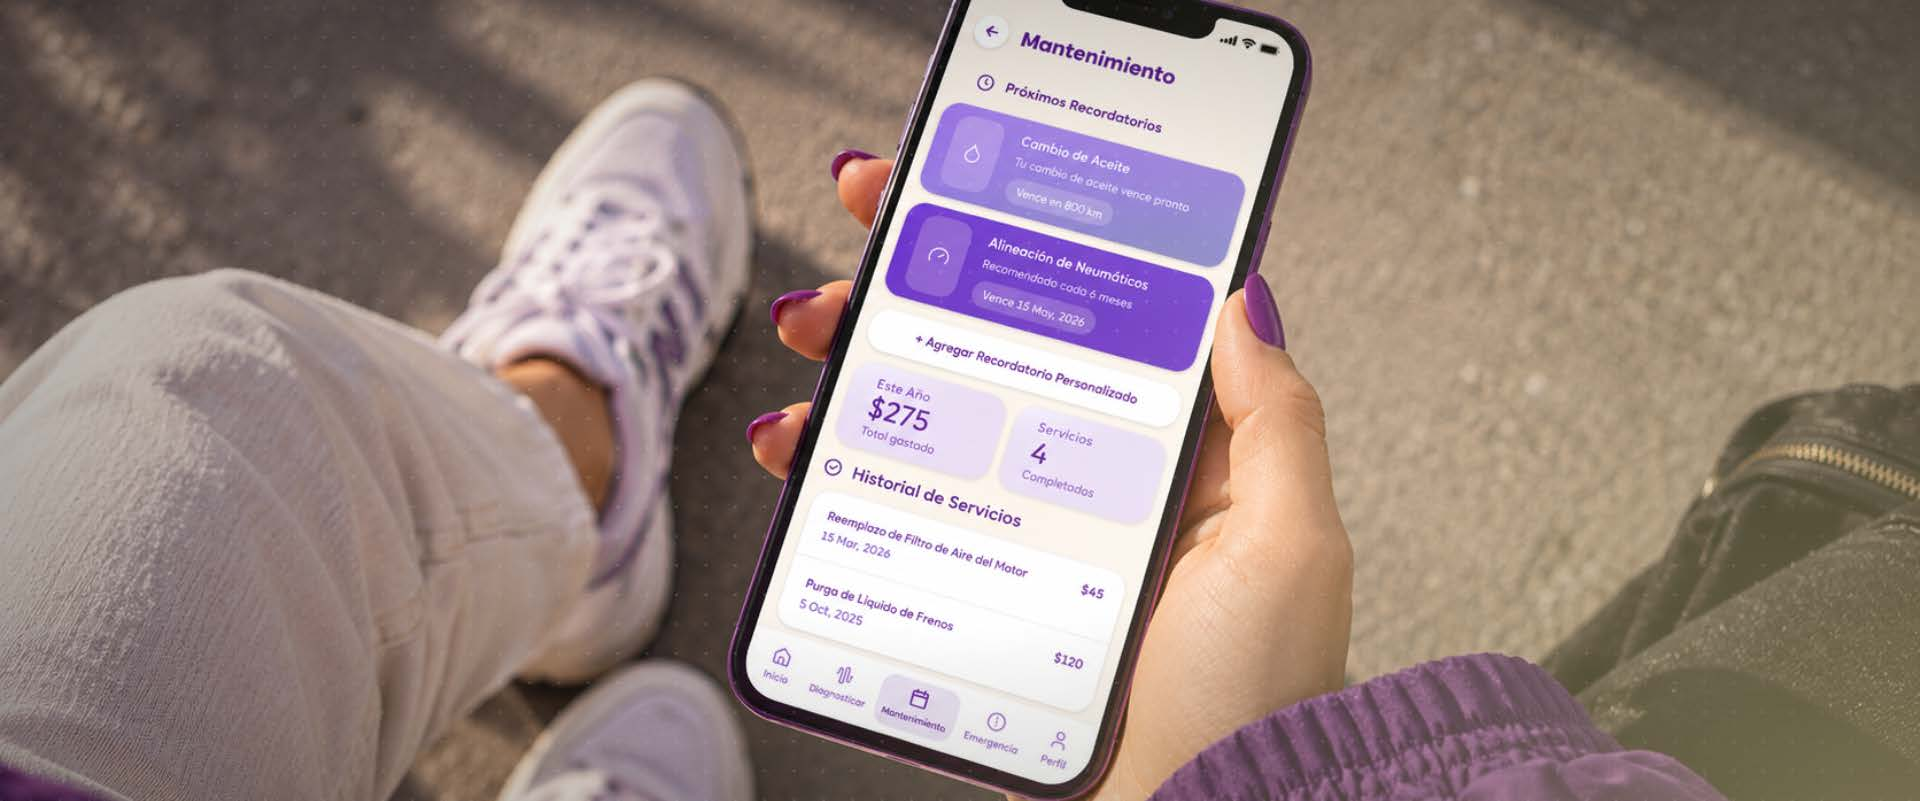 Mantenimiento
Próximos Recordatorios
Cambio de Aceite
Tu cambio de aceite vence pronto
Vence en 800 km
Alineación de Neumáticos
Recomendado cada 6 meses
Vence 15 May, 2026
+ Agregar Recordatorio Personalizado
Este Año
$275
Total gastado
Servicios
4
Completados
Historial de Servicios
Reemplazo de Filtro de Aire del Motor
15 Mar, 2026
$45
Purga de Líquido de Frenos
5 Oct, 2025
$120
Inicio
Diagnosticar
Mantenimiento
Emergencia
Perfil